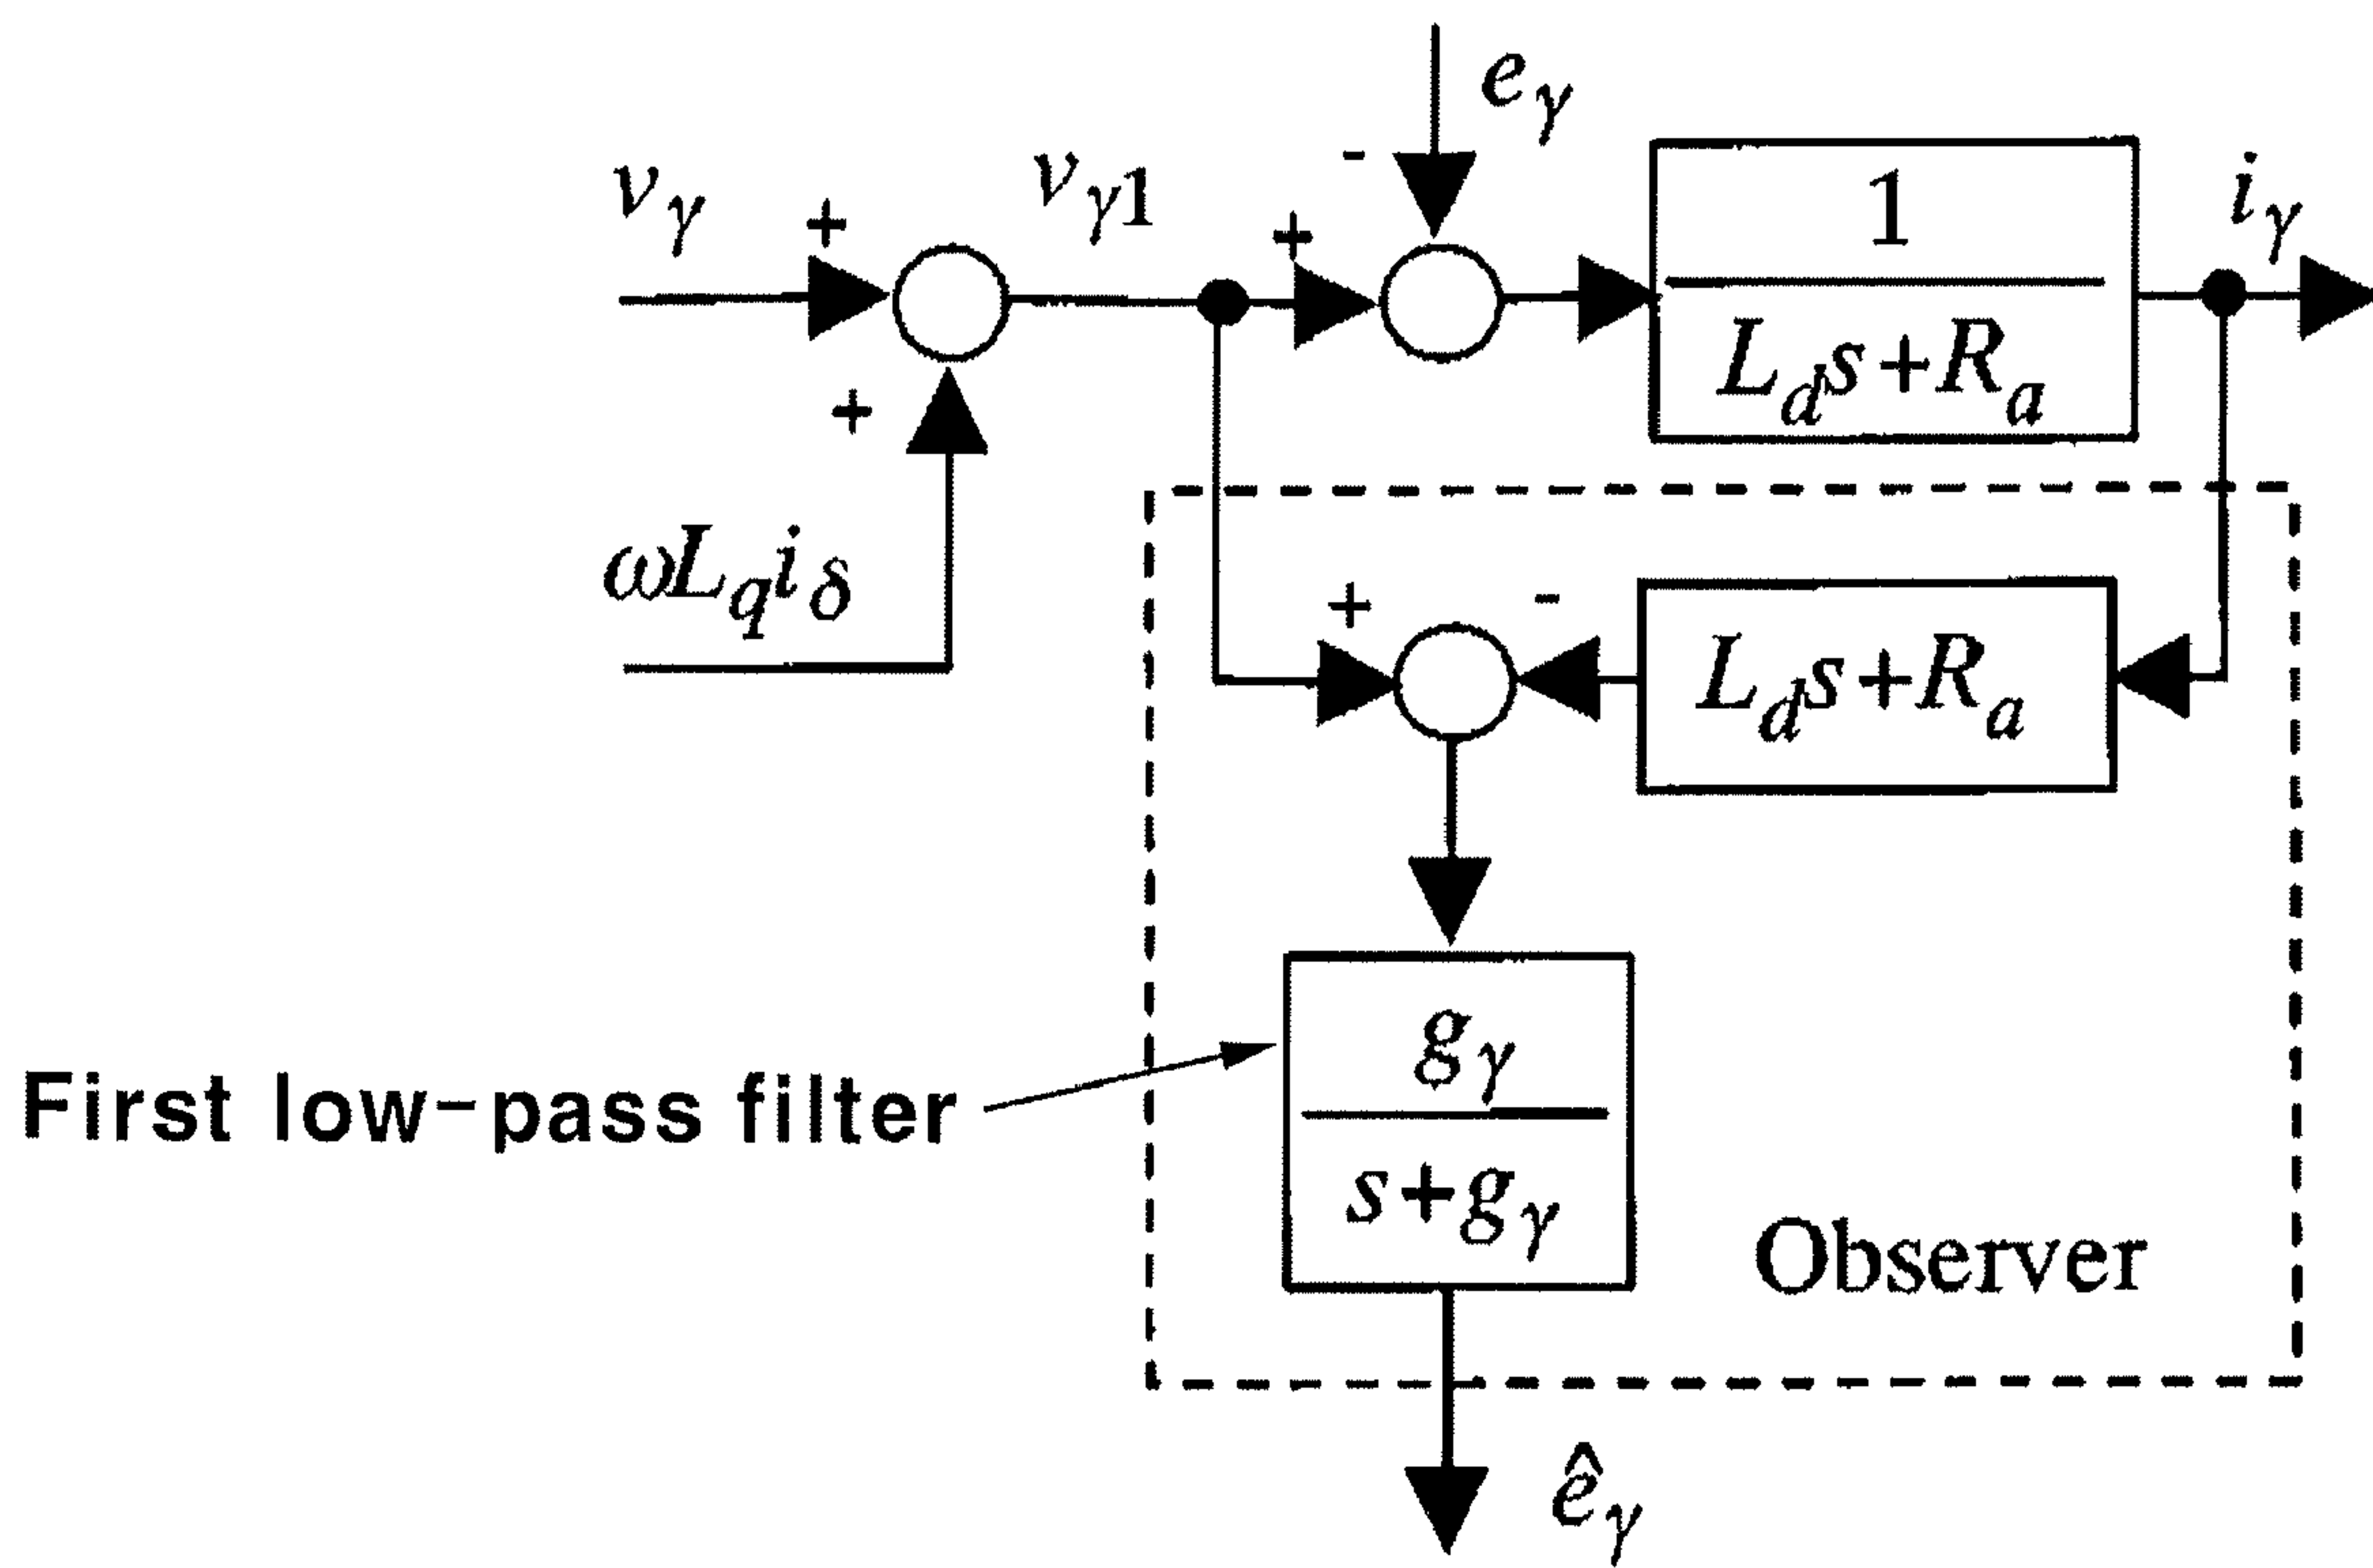 e_γ
-
v_γ
+
v_γ1
+
1
L_d s+R_a
i_γ
+
ωL_q i_δ
+
-
L_d s+R_a
g_γ
s+g_γ
First low-pass filter
Observer
ê_γ